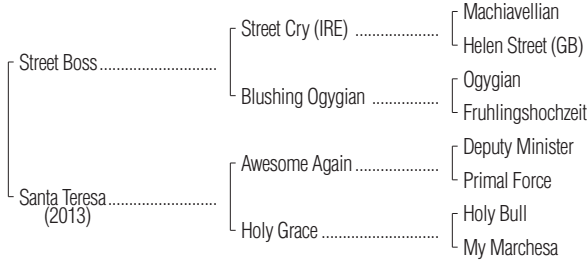 Machiavellian
Street Cry (IRE) ....................
Helen Street (GB)
Street Boss............................
Ogygian
Blushing Ogygian ................
Fruhlingshochzeit
Deputy Minister
Awesome Again ....................
Primal Force
Santa Teresa..........................
(2013)
Holy Bull
Holy Grace ............................
My Marchesa